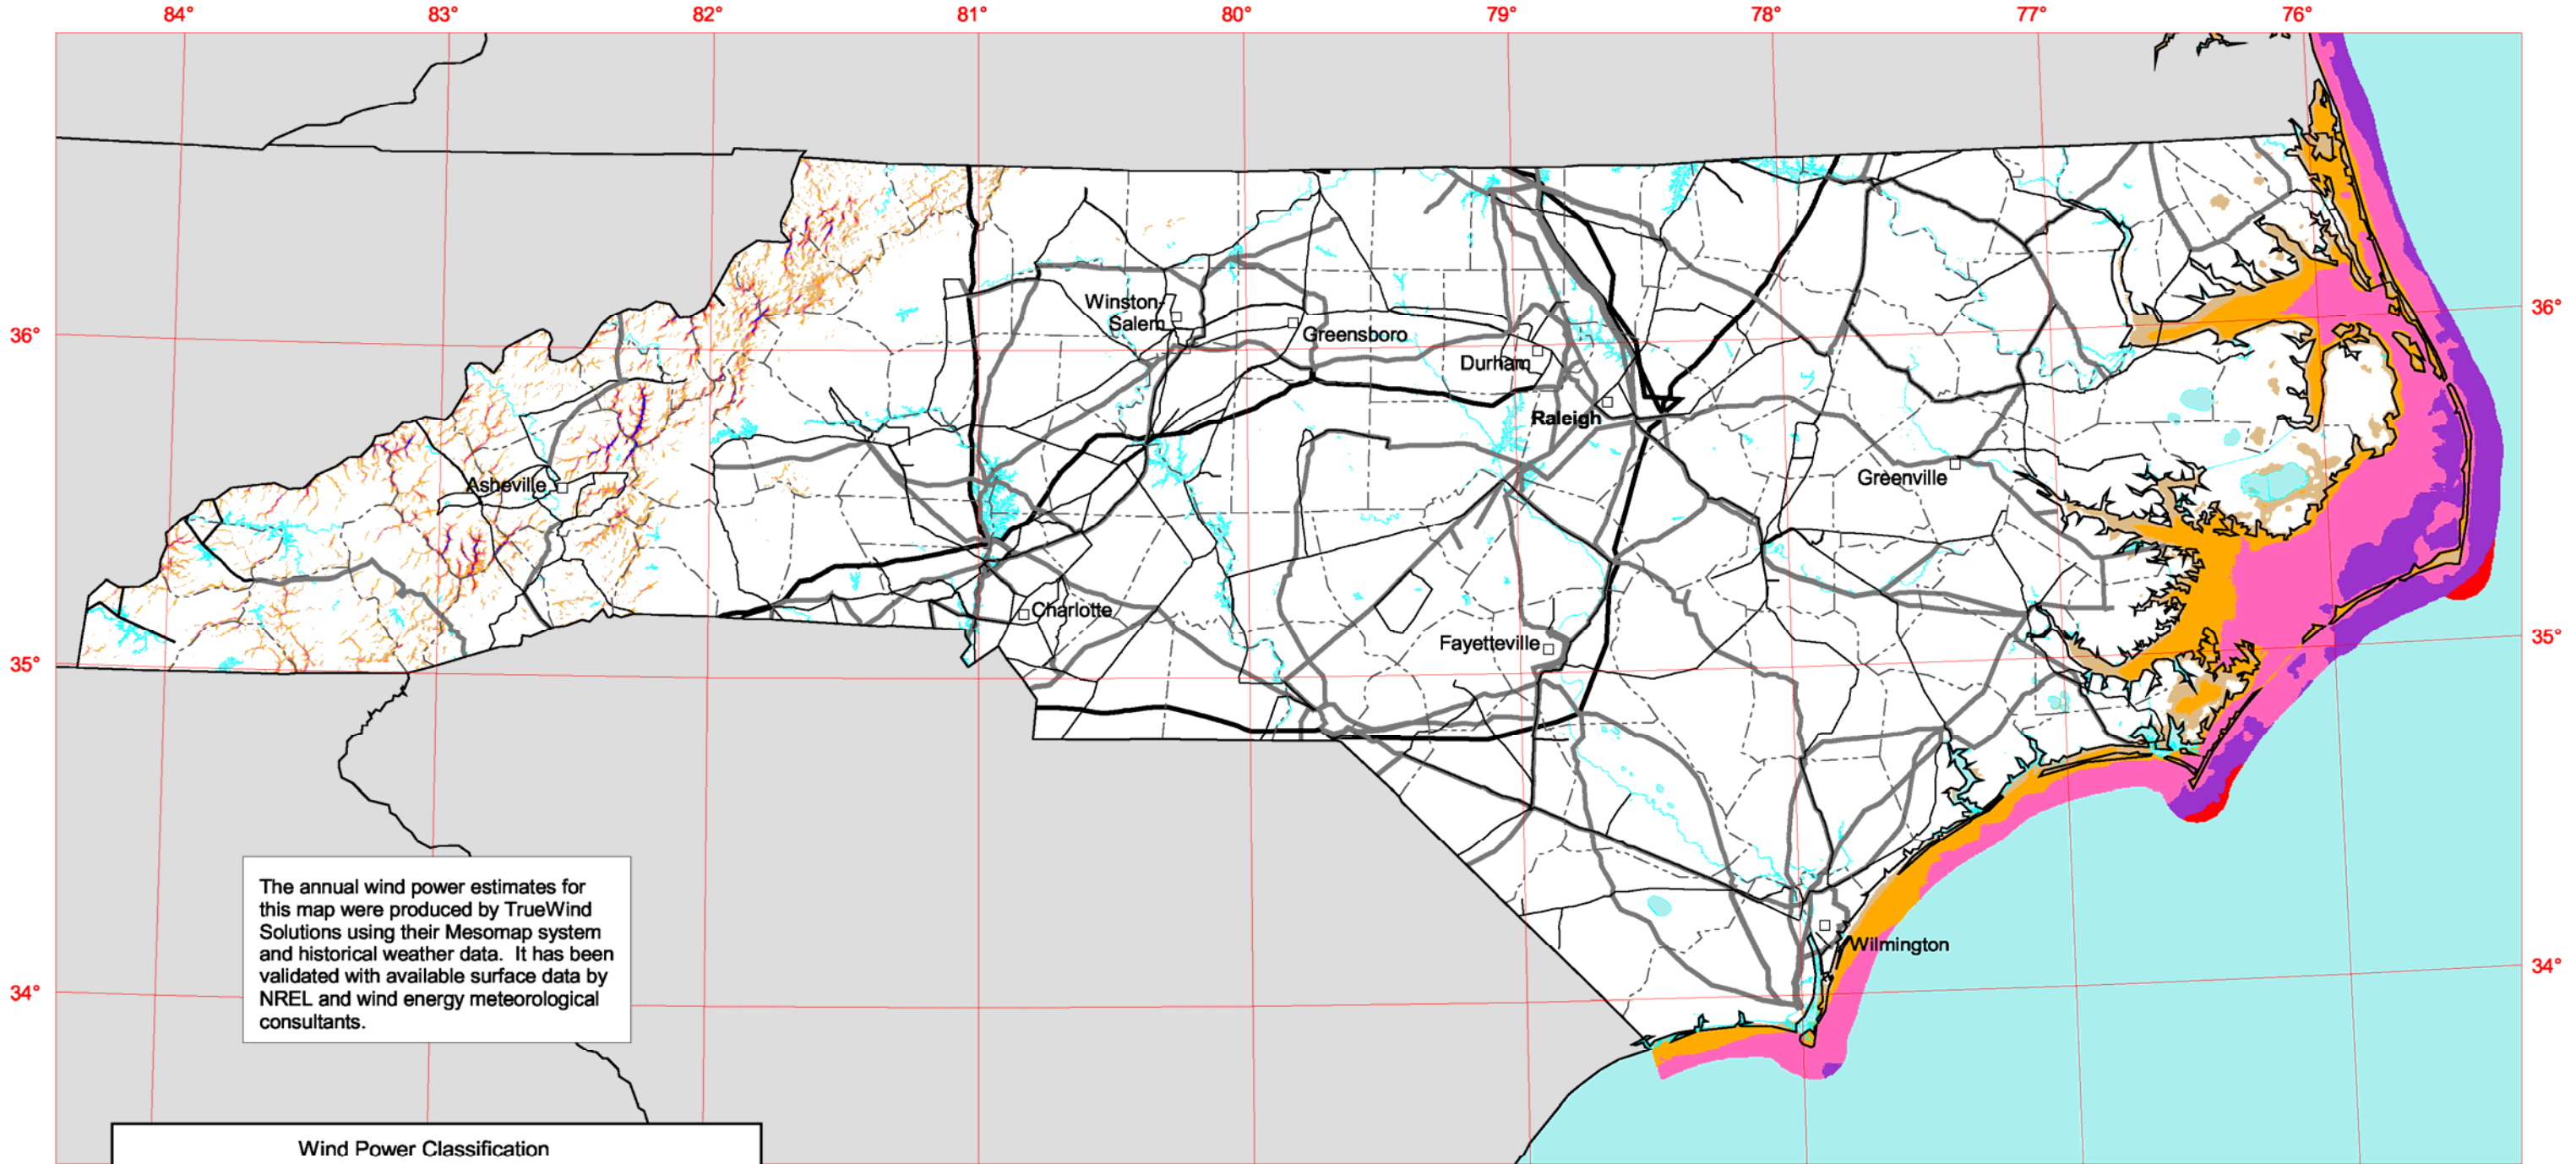 84° 83° 82° 81° 80° 79° 78° 77° 76°
36° 36°
Winston-
Salem
Greensboro
Durham
Raleigh
Greenville
Asheville
Charlotte
Fayetteville
35° 35°
The annual wind power estimates for
this map were produced by TrueWind
Solutions using their Mesomap system
and historical weather data. It has been
validated with available surface data by
NREL and wind energy meteorological
consultants.
Wilmington
34° 34°
Wind Power Classification